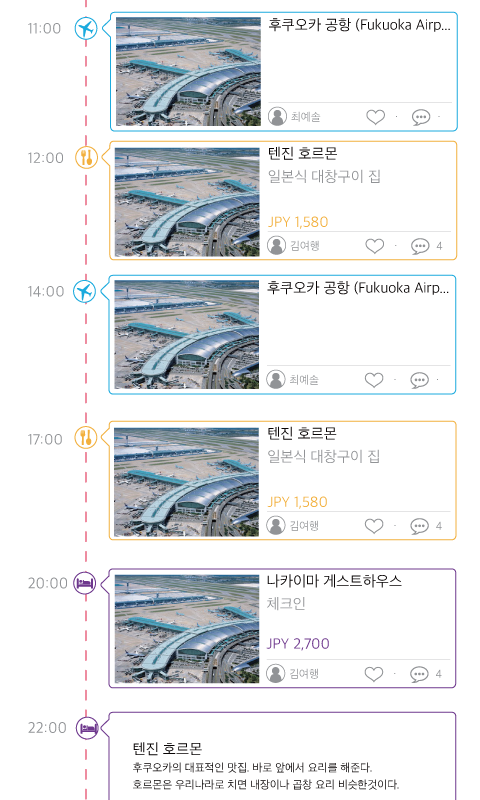 11:00
후쿠오카 공항 (Fukuoka Airp...
최예솔
12:00
텐진 호르몬
일본식 대창구이 집
JPY 1,580
김여행
4
14:00
후쿠오카 공항 (Fukuoka Airp...
최예솔
17:00
텐진 호르몬
일본식 대창구이 집
JPY 1,580
김여행
4
20:00
나카이마 게스트하우스
체크인
JPY 2,700
김여행
4
22:00
텐진 호르몬
후쿠오카의 대표적인 맛집. 바로 앞에서 요리를 해준다.
호르몬은 우리나라로 치면 내장이나 곱창 요리 비슷한것이다.